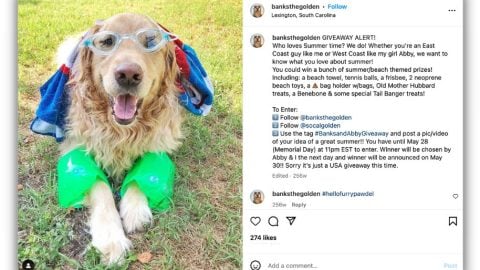 banksthegolden • Follow
Lexington, South Carolina
banksthegolden GIVEAWAY ALERT!
Who loves Summer time? We do! Whether you're an East
Coast guy like me or West Coast like my girl Abby, we want to
know what you love about summer!
You could win a bunch of summer/beach themed prizes!
Including: a beach towel, tennis balls, a frisbee, 2 neoprene
beach toys, a 💩 bag holder w/bags, Old Mother Hubbard
treats, a Benebone & some special Tail Banger treats!
To Enter:
1️⃣ Follow @banksthegolden
2️⃣ Follow @socalgolden
3️⃣ Use the tag #BanksandAbbyGiveaway and post a pic/video
of your idea of a great summer!! You have until May 28
(Memorial Day) at 11pm EST to enter. Winner will be chosen by
Abby & I the next day and winner will be announced on May
30!! Sorry it's just a USA giveaway this time.
Edited · 256w
banksthegolden #hellofurrypawdel
256w
274 likes
Add a comment...
Post